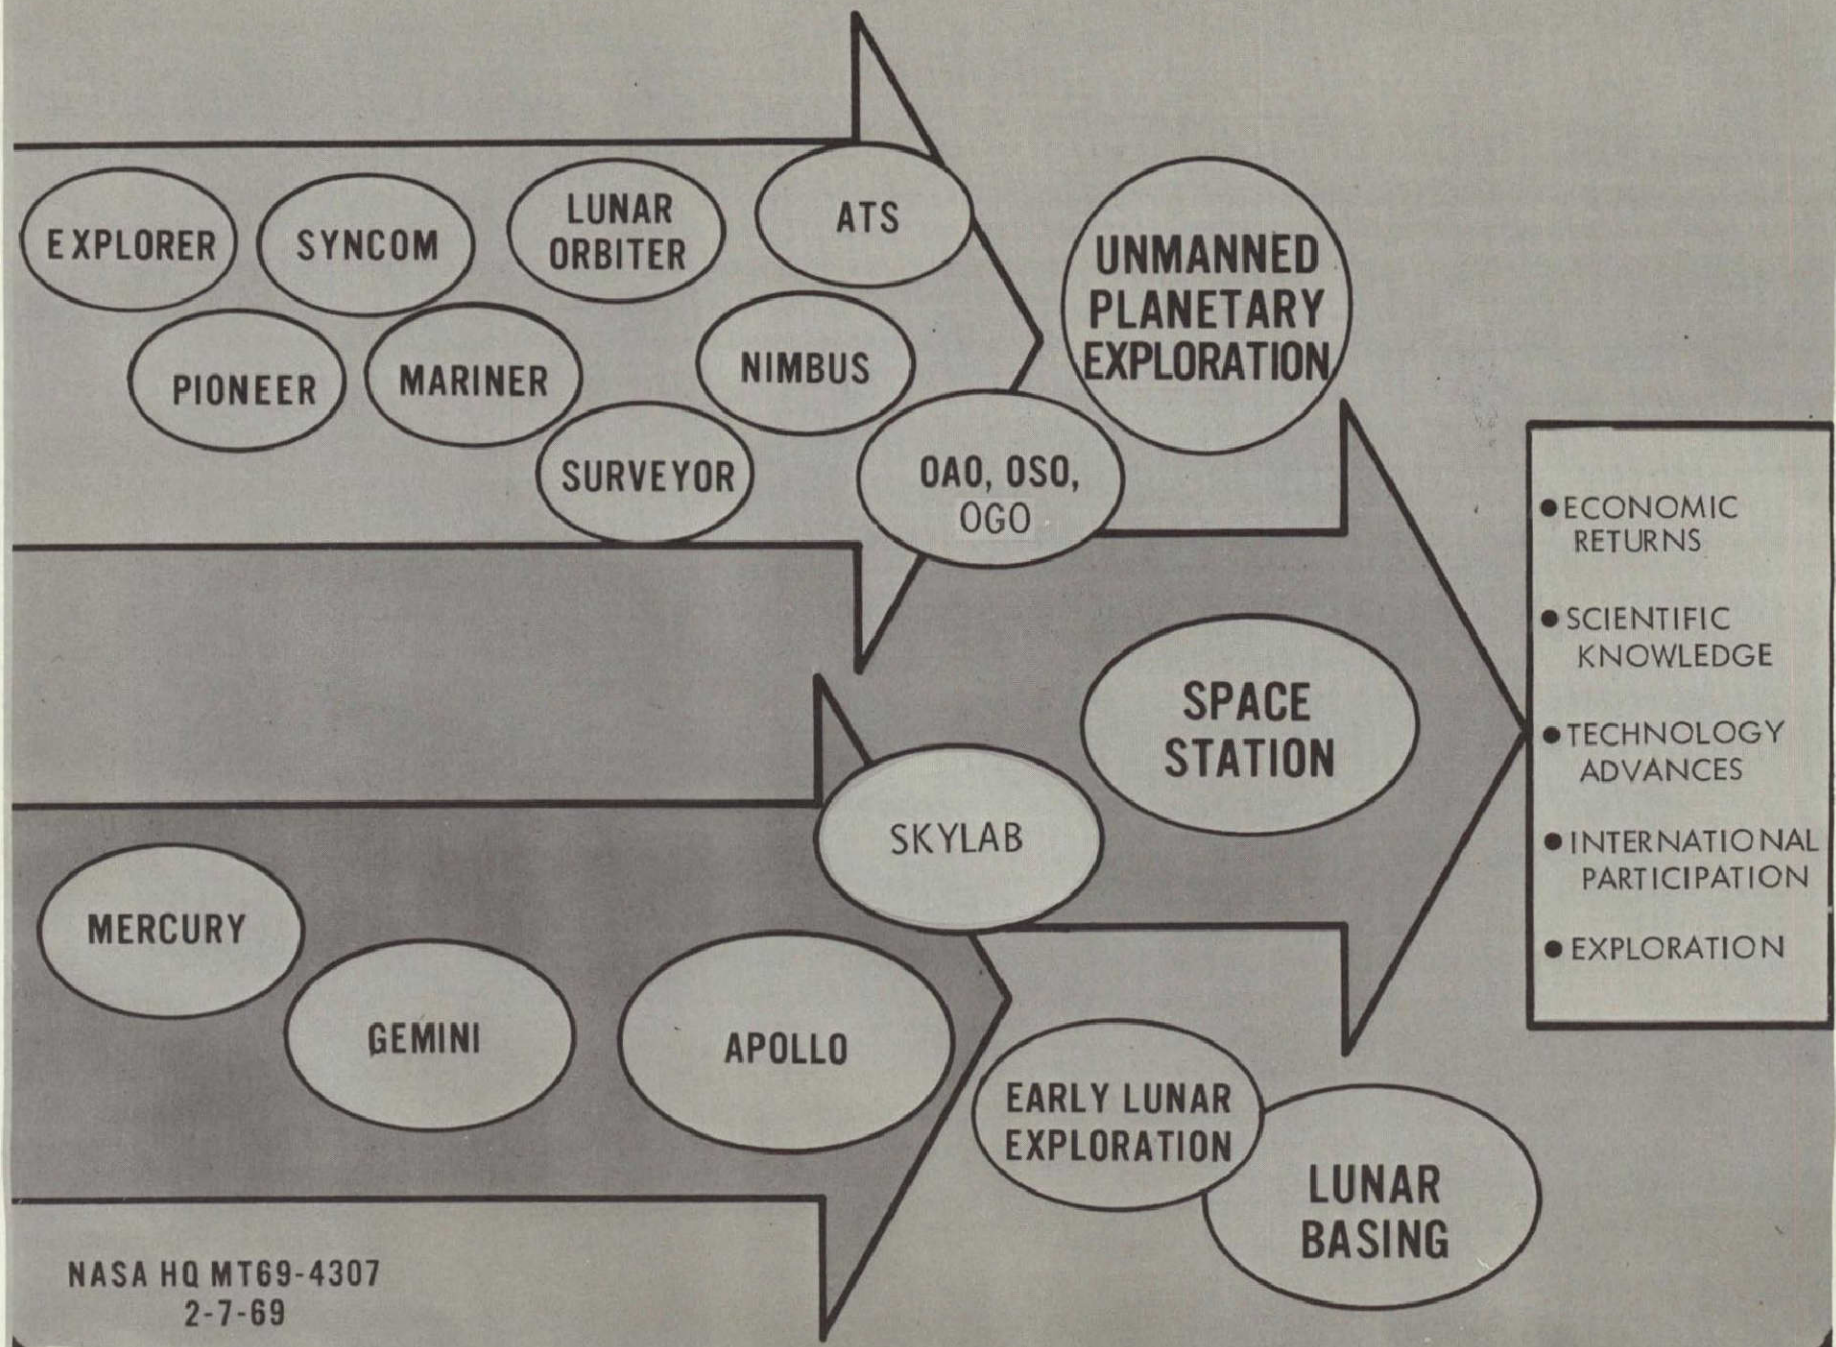 EXPLORER
SYNCOM
LUNAR
ORBITER
ATS
PIONEER
MARINER
NIMBUS
SURVEYOR
OAO, OSO,
OGO
UNMANNED
PLANETARY
EXPLORATION
MERCURY
GEMINI
APOLLO
SKYLAB
SPACE
STATION
EARLY LUNAR
EXPLORATION
LUNAR
BASING
● ECONOMIC
RETURNS
● SCIENTIFIC
KNOWLEDGE
● TECHNOLOGY
ADVANCES
● INTERNATIONAL
PARTICIPATION
● EXPLORATION
NASA HQ MT69-4307
2-7-69